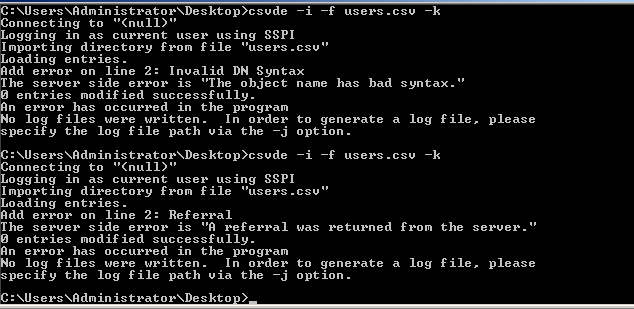 C:\Users\Administrator\Desktop>csvde -i -f users.csv -k
Connecting to "(null)"
Logging in as current user using SSPI
Importing directory from file "users.csv"
Loading entries.
Add error on line 2: Invalid DN Syntax
The server side error is "The object name has bad syntax."
0 entries modified successfully.
An error has occurred in the program
No log files were written.  In order to generate a log file, please
specify the log file path via the -j option.
C:\Users\Administrator\Desktop>csvde -i -f users.csv -k
Connecting to "(null)"
Logging in as current user using SSPI
Importing directory from file "users.csv"
Loading entries.
Add error on line 2: Referral
The server side error is "A referral was returned from the server."
0 entries modified successfully.
An error has occurred in the program
No log files were written.  In order to generate a log file, please
specify the log file path via the -j option.
C:\Users\Administrator\Desktop>_